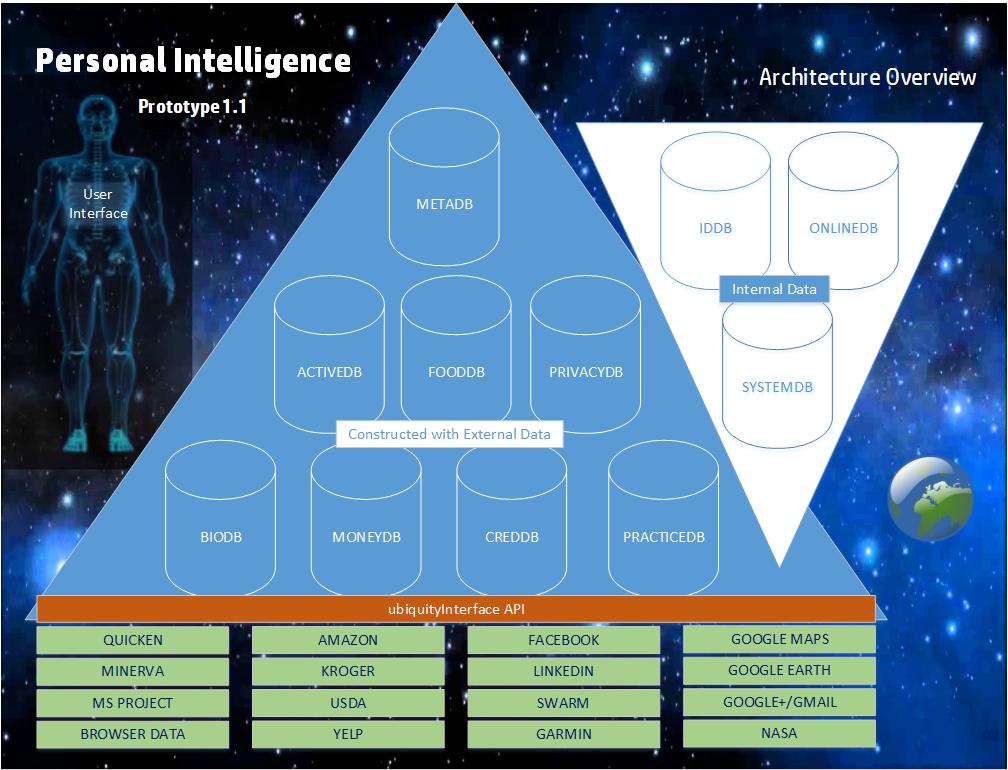 Personal Intelligence
Architecture Overview
Prototype 1.1
User
Interface
METADB
IDDB
ONLINEDB
Internal Data
ACTIVEDB
FOODDB
PRIVACYDB
SYSTEMDB
Constructed with External Data
BIODB
MONEYDB
CREDDB
PRACTICEDB
ubiquityInterface API
QUICKEN
AMAZON
FACEBOOK
GOOGLE MAPS
MINERVA
KROGER
LINKEDIN
GOOGLE EARTH
MS PROJECT
USDA
SWARM
GOOGLE+/GMAIL
BROWSER DATA
YELP
GARMIN
NASA